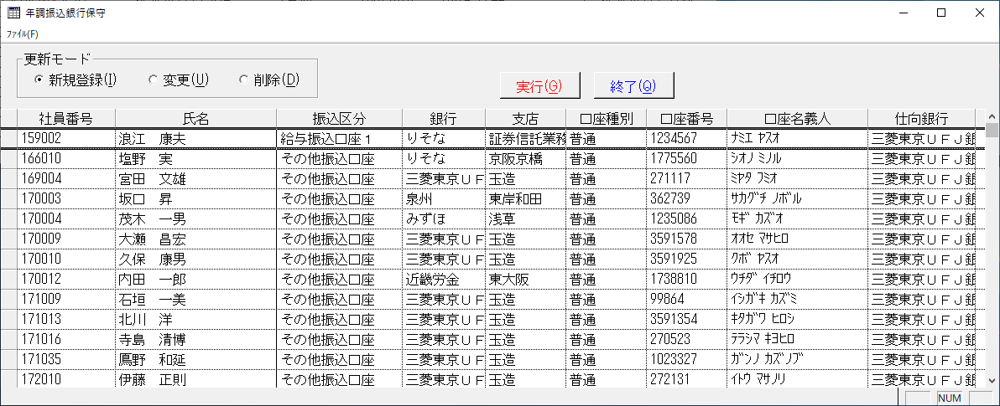 年調振込銀行保守
ﾌｧｲﾙ(F)
更新モード
新規登録(I) 変更(U) 削除(D) 実行(G) 終了(Q)
社員番号 氏名 振込区分 銀行 支店 口座種別 口座番号 口座名義人 仕向銀行
159002 浪江　康夫 給与振込口座１ りそな 証券信託業務 普通 1234567 ﾅﾐｴ ﾔｽｵ 三菱東京ＵＦＪ銀
166010 塩野　実 その他振込口座 りそな 京阪京橋 普通 1775560 ｼｵﾉ ﾐﾉﾙ 三菱東京ＵＦＪ銀
169004 宮田　文雄 その他振込口座 三菱東京ＵＦ 玉造 普通 271117 ﾐﾔﾀ ﾌﾐｵ 三菱東京ＵＦＪ銀
170003 坂口　昇 その他振込口座 泉州 東岸和田 普通 362739 ｻｶｸﾞﾁ ﾉﾎﾞﾙ 三菱東京ＵＦＪ銀
170004 茂木　一男 その他振込口座 みずほ 浅草 普通 1235086 ﾓｷﾞ ｶｽﾞｵ 三菱東京ＵＦＪ銀
170009 大瀬　昌宏 その他振込口座 三菱東京ＵＦ 玉造 普通 3591578 ｵｵｾ ﾏｻﾋﾛ 三菱東京ＵＦＪ銀
170010 久保　康男 その他振込口座 三菱東京ＵＦ 玉造 普通 3591925 ｸﾎﾞ ﾔｽｵ 三菱東京ＵＦＪ銀
170012 内田　一郎 その他振込口座 近畿労金 東大阪 普通 1738810 ｳﾁﾀﾞ ｲﾁﾛｳ 三菱東京ＵＦＪ銀
171009 石垣　一美 その他振込口座 三菱東京ＵＦ 玉造 普通 99864 ｲｼｶﾞｷ ｶｽﾞﾐ 三菱東京ＵＦＪ銀
171013 北川　洋 その他振込口座 三菱東京ＵＦ 玉造 普通 3591354 ｷﾀｶﾞﾜ ﾋﾛｼ 三菱東京ＵＦＪ銀
171016 寺島　清博 その他振込口座 三菱東京ＵＦ 玉造 普通 270523 ﾃﾗｼﾏ ｷﾖﾋﾛ 三菱東京ＵＦＪ銀
171035 鳫野　和延 その他振込口座 三菱東京ＵＦ 玉造 普通 1023327 ｶﾞﾝﾉ ｶｽﾞﾉﾌﾞ 三菱東京ＵＦＪ銀
172010 伊藤　正則 その他振込口座 三菱東京ＵＦ 玉造 普通 272131 ｲﾄｳ ﾏｻﾉﾘ 三菱東京ＵＦＪ銀
NUM